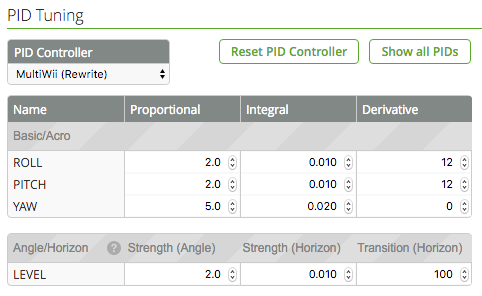 PID Tuning
PID Controller
MultiWii (Rewrite)
Reset PID Controller
Show all PIDs
Name Proportional Integral Derivative
Basic/Acro
ROLL 2.0 0.010 12
PITCH 2.0 0.010 12
YAW 5.0 0.020 0
Angle/Horizon ? Strength (Angle) Strength (Horizon) Transition (Horizon)
LEVEL 2.0 0.010 100